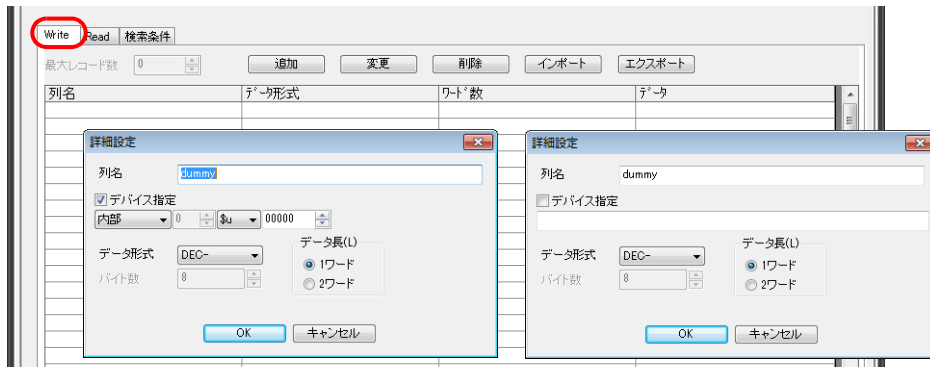 Write Read 検索条件
最大レコード数 0 追加 変更 削除 インポート エクスポート
列名 データ形式 ワード数 データ
詳細設定
列名 dummy
デバイス指定
内部 0 $u 00000
データ形式 DEC-
データ長(L)
1ワード
バイト数 8
2ワード
OK キャンセル
詳細設定
列名 dummy
デバイス指定
データ形式 DEC-
データ長(L)
1ワード
バイト数 8
2ワード
OK キャンセル